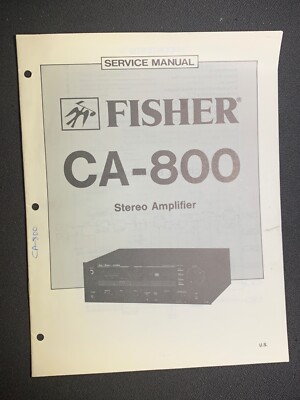 SERVICE MANUAL
FISHER®
CA-800
Stereo Amplifier
CA-800
U.S.